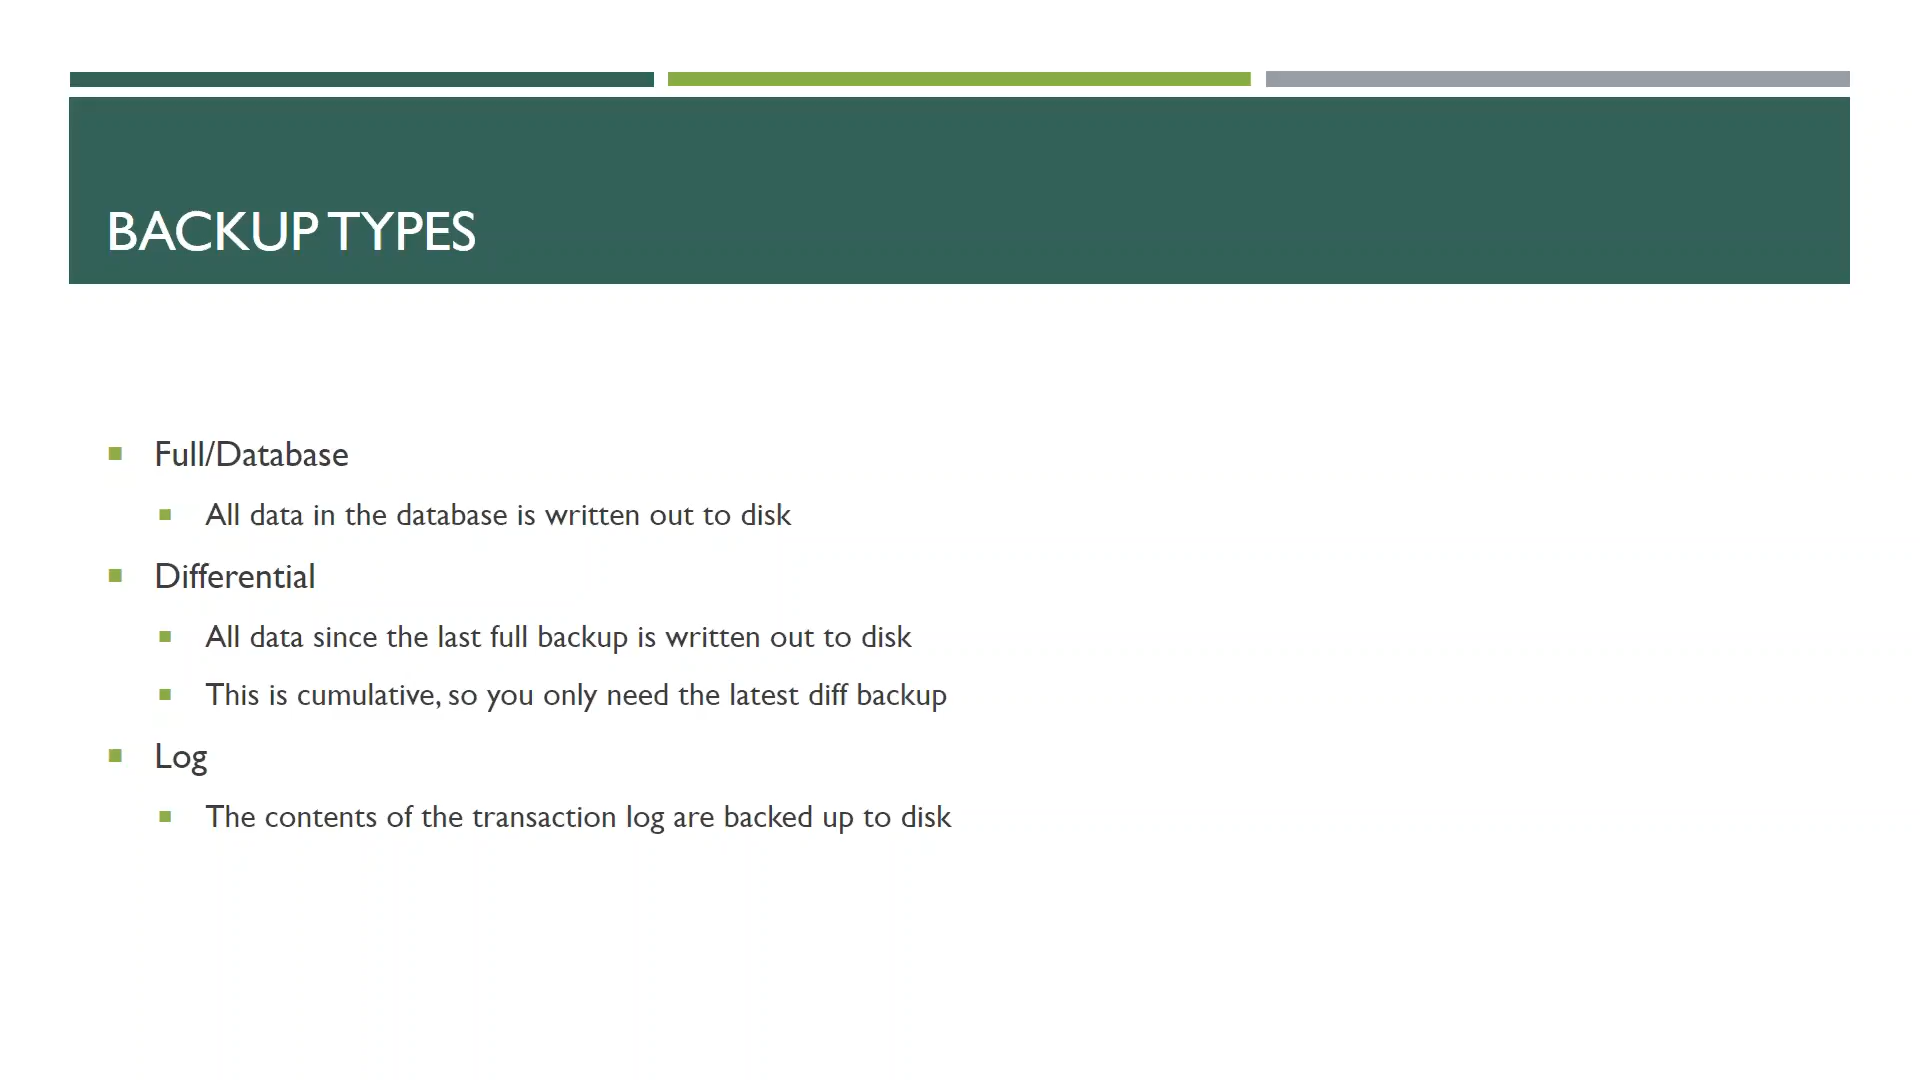 BACKUP TYPES
Full/Database
All data in the database is written out to disk
Differential
All data since the last full backup is written out to disk
This is cumulative, so you only need the latest diff backup
Log
The contents of the transaction log are backed up to disk